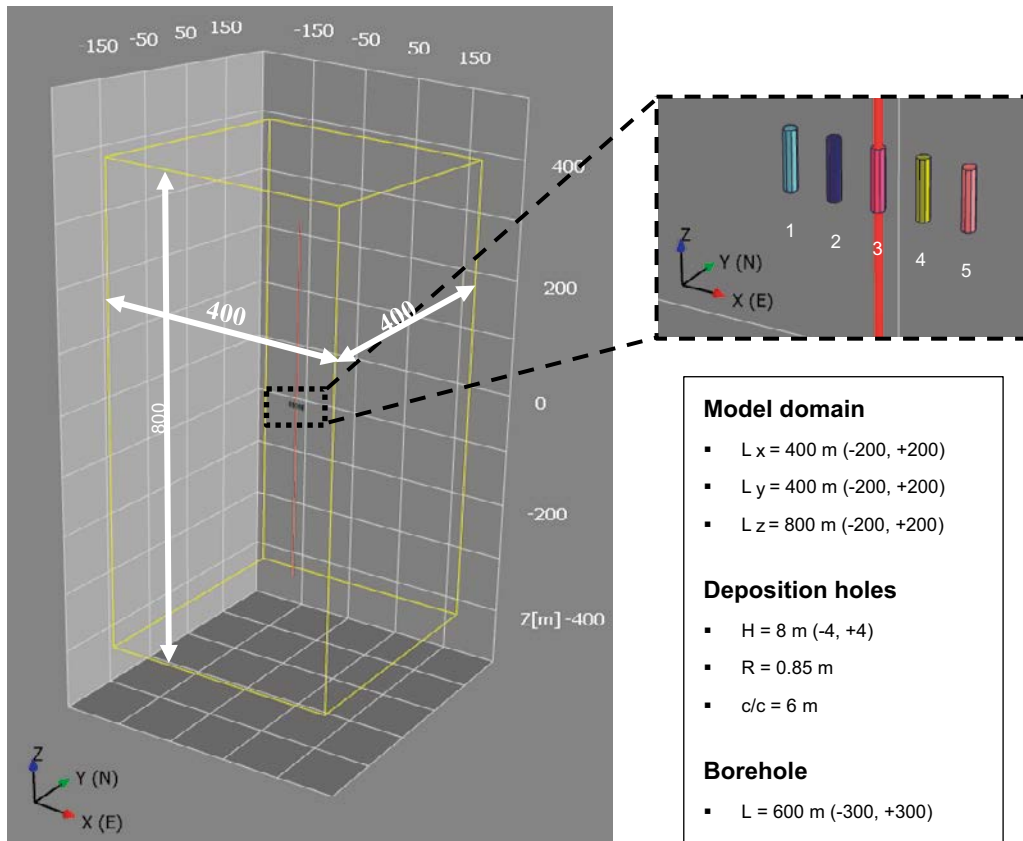 -150 -50 50 150
-150 -50 50 150
400
200
0
-200
Z[m] -400
400
400
800
Z
Y (N)
X (E)
1 2 3 4 5
Z
Y (N)
X (E)
Model domain
▪ L x = 400 m (-200, +200)
▪ L y = 400 m (-200, +200)
▪ L z = 800 m (-200, +200)
Deposition holes
▪ H = 8 m (-4, +4)
▪ R = 0.85 m
▪ c/c = 6 m
Borehole
▪ L = 600 m (-300, +300)